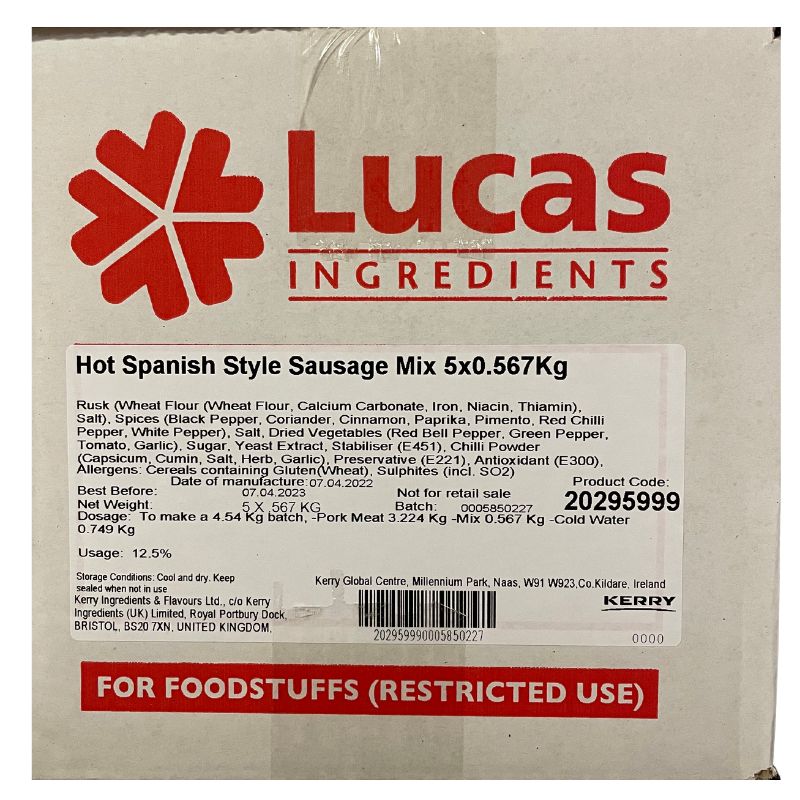 Lucas
INGREDIENTS
Hot Spanish Style Sausage Mix 5x0.567Kg
Rusk (Wheat Flour (Wheat Flour, Calcium Carbonate, Iron, Niacin, Thiamin),
Salt), Spices (Black Pepper, Coriander, Cinnamon, Paprika, Pimento, Red Chilli
Pepper, White Pepper), Salt, Dried Vegetables (Red Bell Pepper, Green Pepper,
Tomato, Garlic), Sugar, Yeast Extract, Stabiliser (E451), Chilli Powder
(Capsicum, Cumin, Salt, Herb, Garlic), Preservative (E221), Antioxidant (E300),
Allergens: Cereals containing Gluten(Wheat), Sulphites (incl. SO2)
Date of manufacture: 07.04.2022
Product Code:
Best Before: 07.04.2023 Not for retail sale
20295999
Net Weight: 5 X .567 KG Batch: 0005850227
Dosage: To make a 4.54 Kg batch, -Pork Meat 3.224 Kg -Mix 0.567 Kg -Cold Water
0.749 Kg
Usage: 12.5%
Storage Conditions: Cool and dry. Keep
sealed when not in use
Kerry Global Centre, Millennium Park, Naas, W91 W923,Co.Kildare, Ireland
Kerry Ingredients & Flavours Ltd., c/o Kerry
Ingredients (UK) Limited, Royal Portbury Dock,
BRISTOL, BS20 7XN, UNITED KINGDOM,
KERRY
202959990005850227
0000
FOR FOODSTUFFS (RESTRICTED USE)